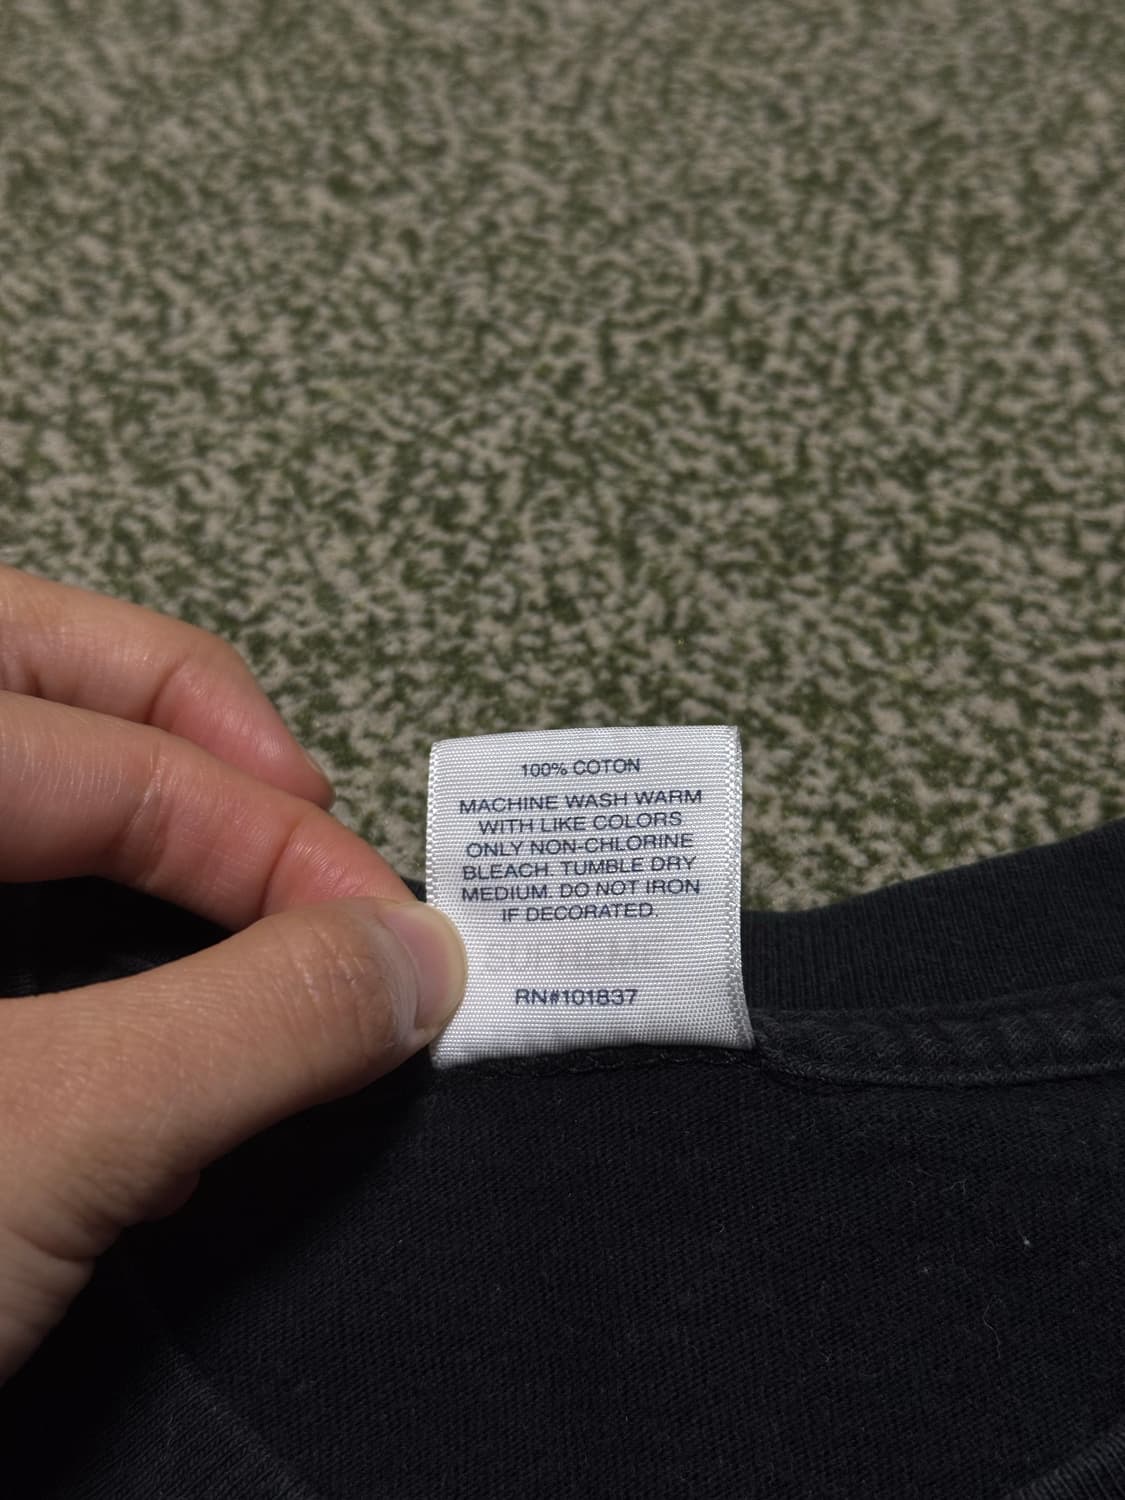 100% COTON
MACHINE WASH WARM
WITH LIKE COLORS
ONLY NON-CHLORINE
BLEACH. TUMBLE DRY
MEDIUM. DO NOT IRON
IF DECORATED.
RN#101837